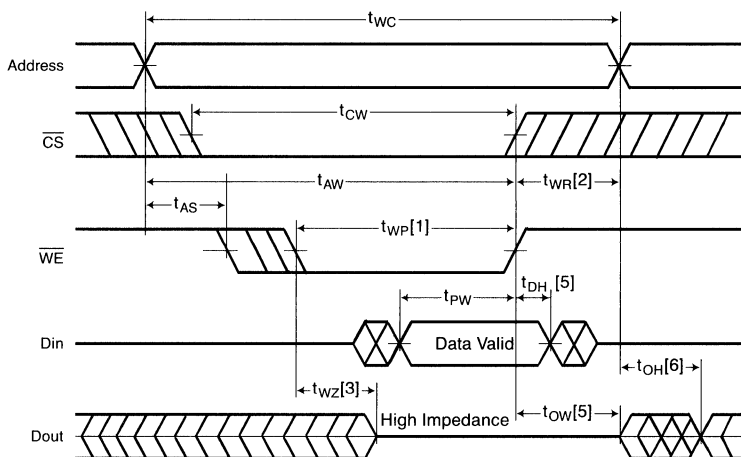 tWC
Address
tCW
CS
tAW
tWR[2]
tAS
tWP[1]
WE
tPW
tDH [5]
Din
Data Valid
tOH[6]
tWZ[3]
High Impedance
tOW[5]
Dout